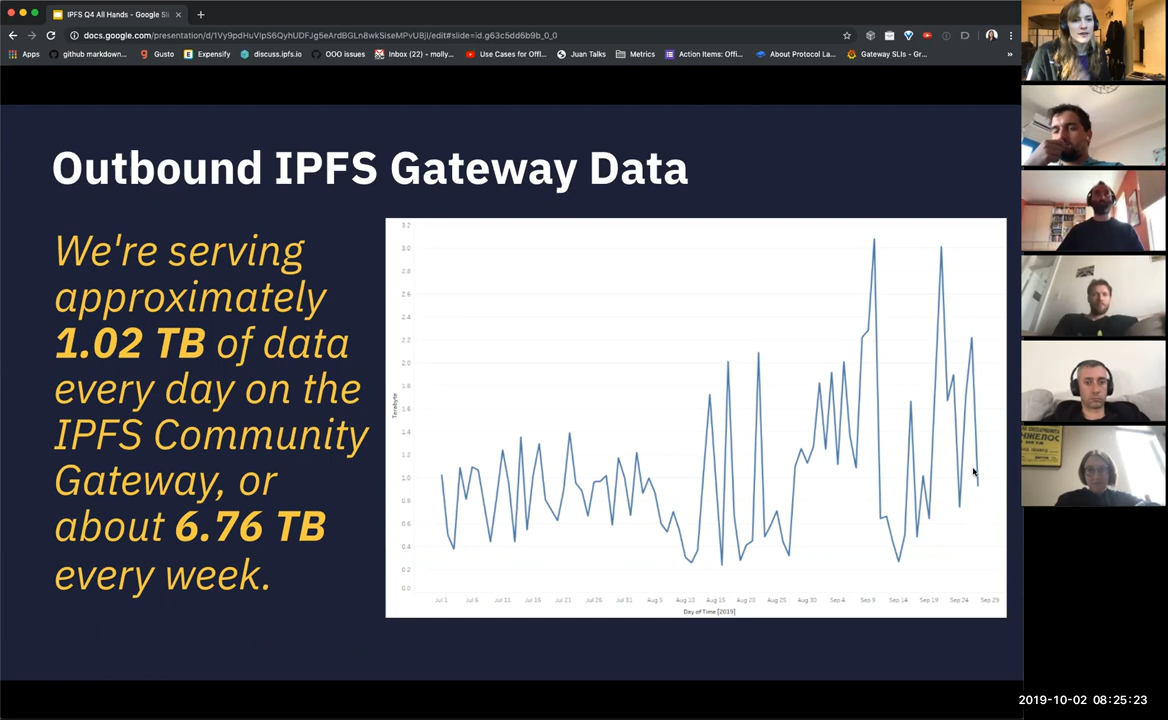 IPFS Q4 All Hands - Google Sli
docs.google.com/presentation/d/1Vy9pdHuVlpS6QyhUDFJg5eArdBGLn8wkSiseMPvUBjI/edit#slide=id.g63c5dd6b9b_0_0
Apps github markdown... Gusto Expensify discuss.ipfs.io OOO issues Inbox (22) - molly... Use Cases for Offl... Juan Talks Metrics Action Items: Offl... About Protocol La... Gateway SLIs - Gr... »
Outbound IPFS Gateway Data
We're serving
approximately
1.02 TB of data
every day on the
IPFS Community
Gateway, or
about 6.76 TB
every week.
3.2
3.0
2.8
2.6
2.4
2.2
2.0
1.8
1.6
1.4
1.2
1.0
0.8
0.6
0.4
0.2
0.0
Terabyte
Jul 1 Jul 6 Jul 11 Jul 16 Jul 21 Jul 26 Jul 31 Aug 5 Aug 10 Aug 15 Aug 20 Aug 25 Aug 30 Sep 4 Sep 9 Sep 14 Sep 19 Sep 24 Sep 29
Day of Time [2019]
2019-10-02 08:25:23